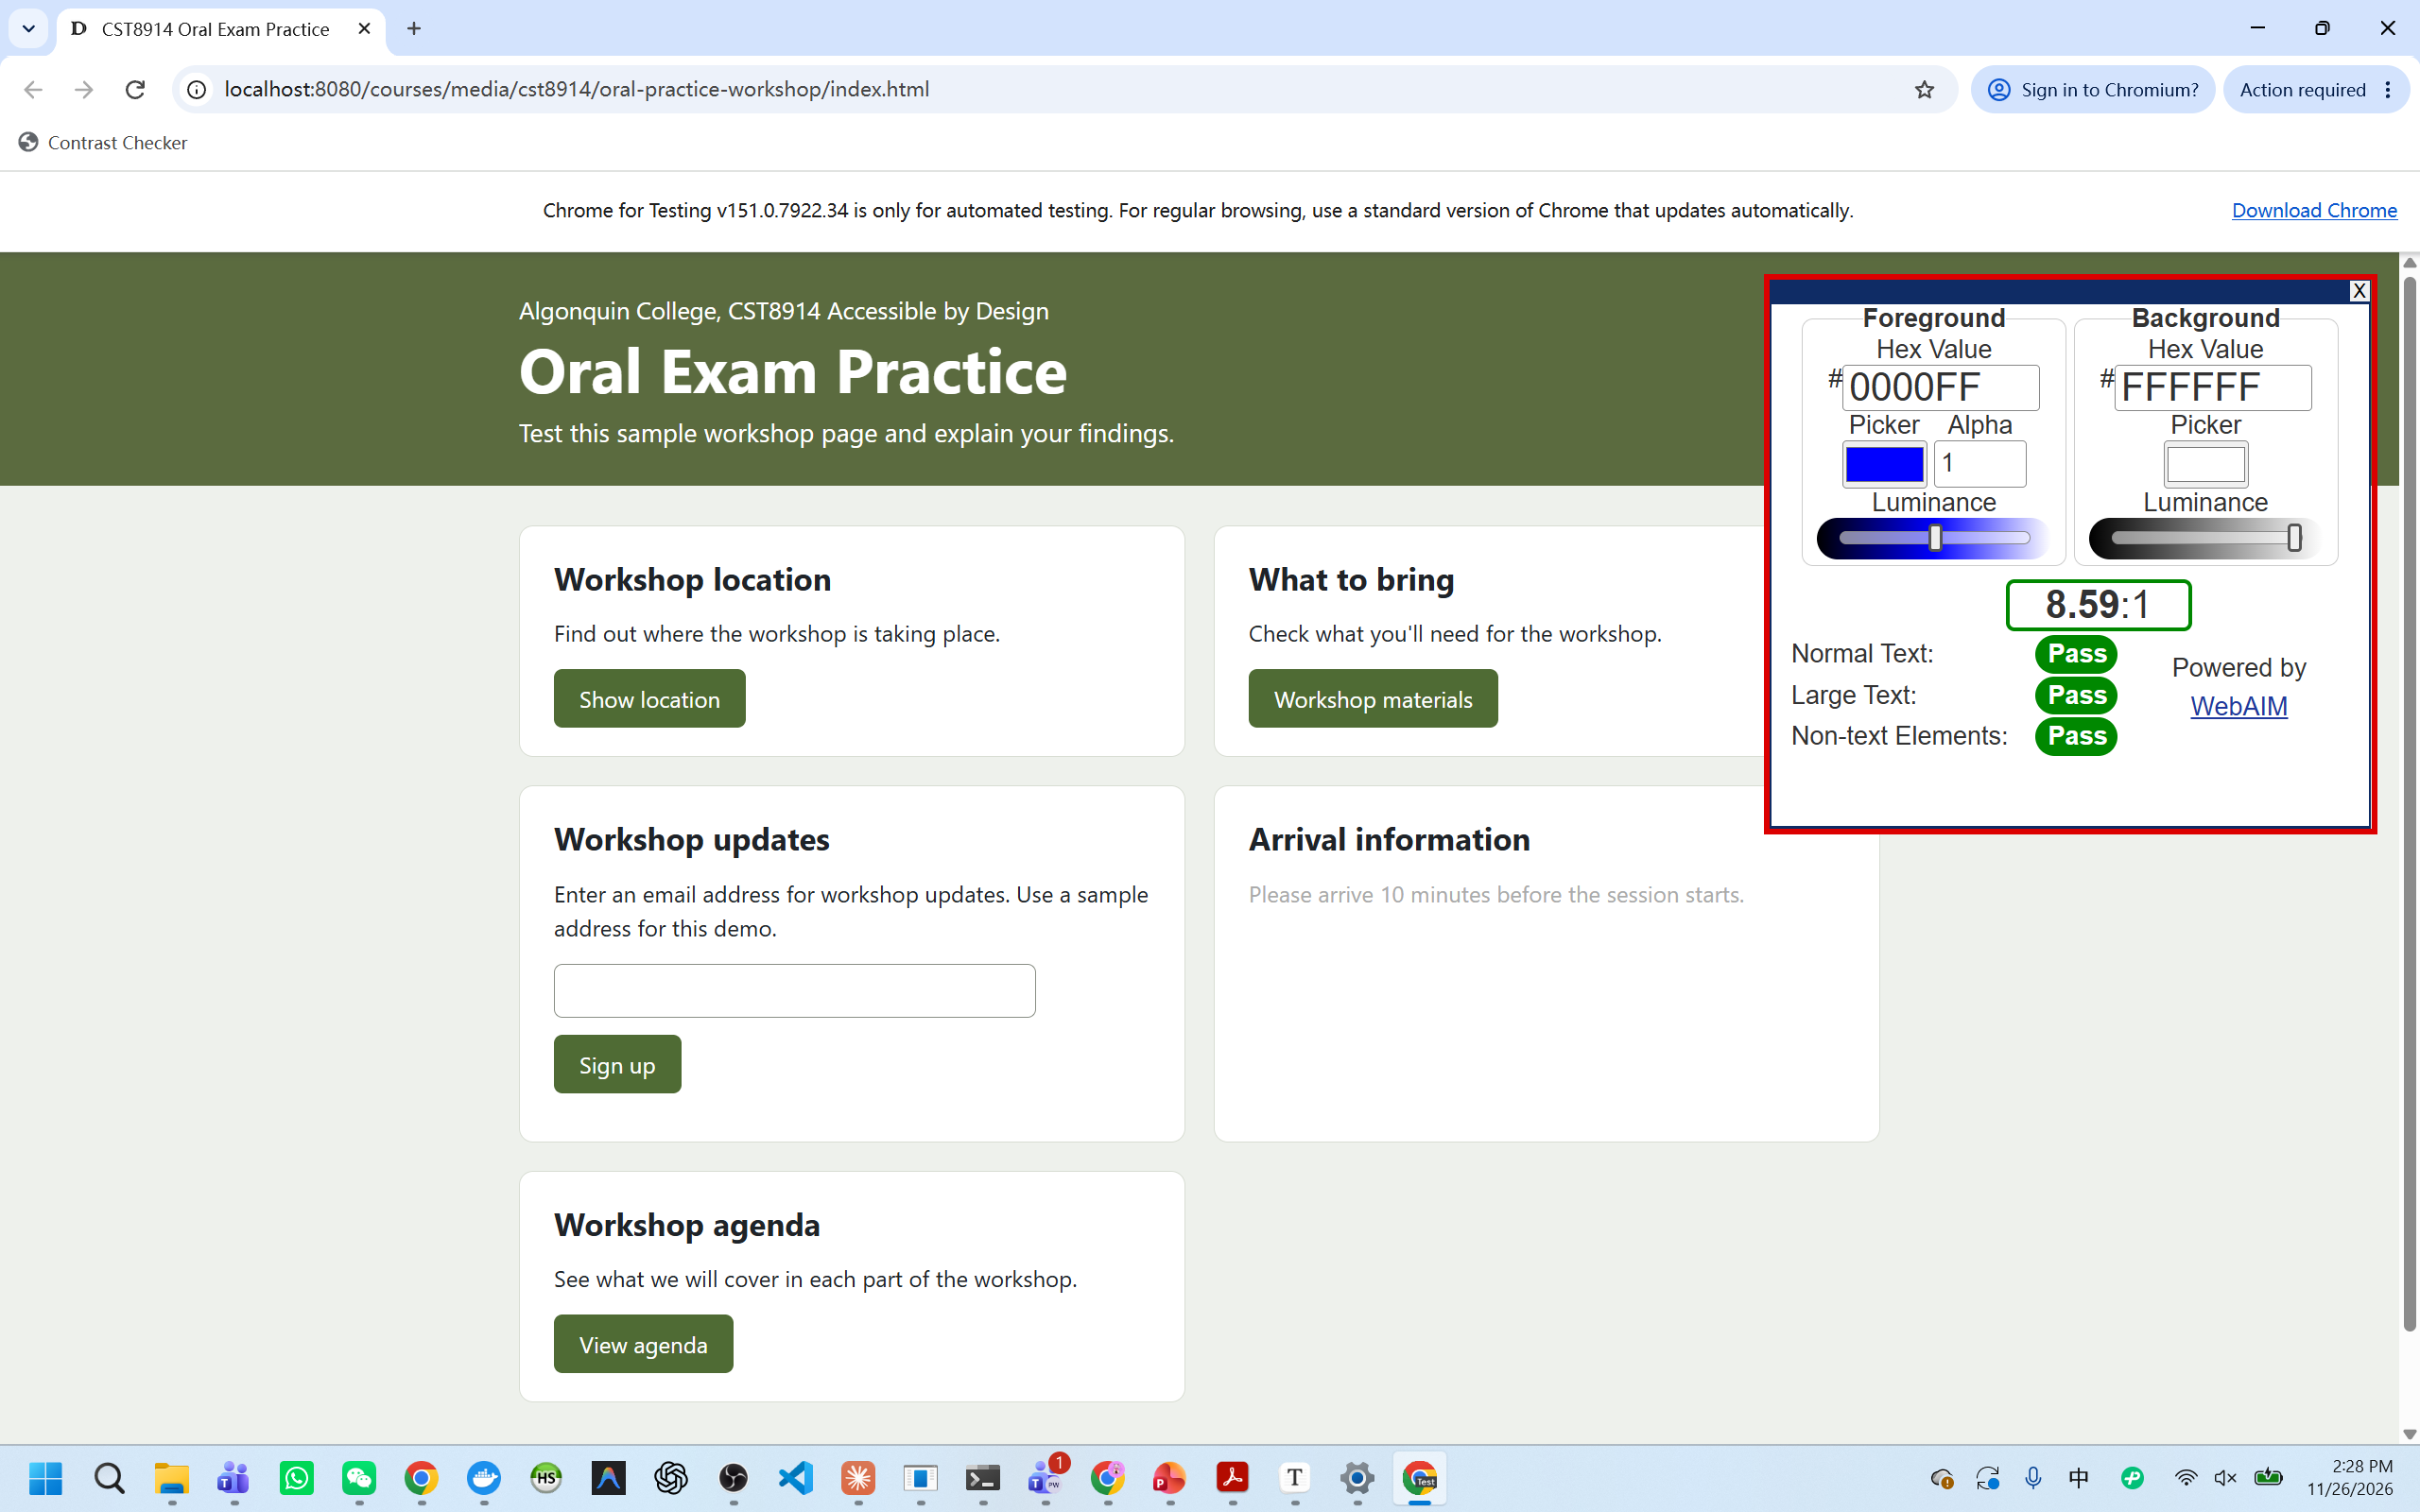 CST8914 Oral Exam Practice
localhost:8080/courses/media/cst8914/oral-practice-workshop/index.html
Sign in to Chromium?
Action required
Contrast Checker
Chrome for Testing v151.0.7922.34 is only for automated testing. For regular browsing, use a standard version of Chrome that updates automatically.
Download Chrome
Algonquin College, CST8914 Accessible by Design
Oral Exam Practice
Test this sample workshop page and explain your findings.
X
Foreground
Hex Value
# 0000FF
Picker Alpha
1
Luminance
Background
Hex Value
# FFFFFF
Picker
Luminance
8.59:1
Normal Text: Pass
Large Text: Pass
Non-text Elements: Pass
Powered by
WebAIM
Workshop location
Find out where the workshop is taking place.
Show location
What to bring
Check what you'll need for the workshop.
Workshop materials
Workshop updates
Enter an email address for workshop updates. Use a sample
address for this demo.
Sign up
Arrival information
Please arrive 10 minutes before the session starts.
Workshop agenda
See what we will cover in each part of the workshop.
View agenda
HS
T
PW
1
P
T
Test
中
2:28 PM
11/26/2026